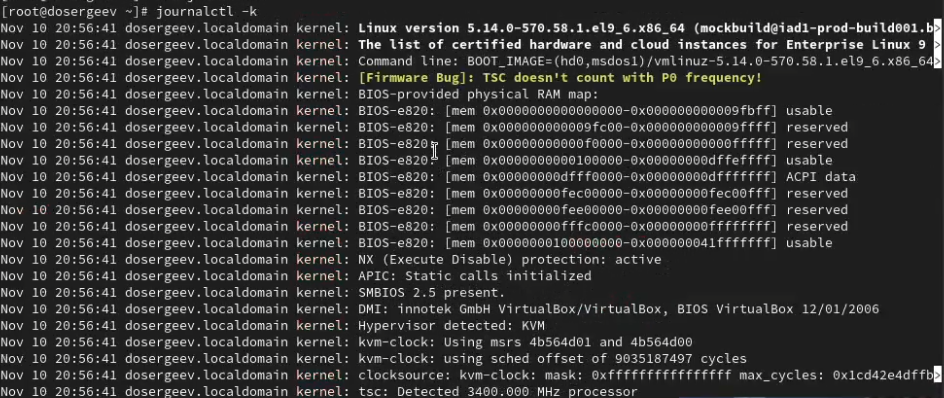 [root@dosergeev ~]# journalctl -k
Nov 10 20:56:41 dosergeev.localdomain kernel: Linux version 5.14.0-570.58.1.el9_6.x86_64 (mockbuild@iad1-prod-build001.b>
Nov 10 20:56:41 dosergeev.localdomain kernel: The list of certified hardware and cloud instances for Enterprise Linux 9 >
Nov 10 20:56:41 dosergeev.localdomain kernel: Command line: BOOT_IMAGE=(hd0,msdos1)/vmlinuz-5.14.0-570.58.1.el9_6.x86_64>
Nov 10 20:56:41 dosergeev.localdomain kernel: [Firmware Bug]: TSC doesn't count with P0 frequency!
Nov 10 20:56:41 dosergeev.localdomain kernel: BIOS-provided physical RAM map:
Nov 10 20:56:41 dosergeev.localdomain kernel: BIOS-e820: [mem 0x0000000000000000-0x000000000009fbff] usable
Nov 10 20:56:41 dosergeev.localdomain kernel: BIOS-e820: [mem 0x000000000009fc00-0x000000000009ffff] reserved
Nov 10 20:56:41 dosergeev.localdomain kernel: BIOS-e820: [mem 0x00000000000f0000-0x00000000000fffff] reserved
Nov 10 20:56:41 dosergeev.localdomain kernel: BIOS-e820: [mem 0x0000000000100000-0x00000000dffeffff] usable
Nov 10 20:56:41 dosergeev.localdomain kernel: BIOS-e820: [mem 0x00000000dfff0000-0x00000000dfffffff] ACPI data
Nov 10 20:56:41 dosergeev.localdomain kernel: BIOS-e820: [mem 0x00000000fec00000-0x00000000fec00fff] reserved
Nov 10 20:56:41 dosergeev.localdomain kernel: BIOS-e820: [mem 0x00000000fee00000-0x00000000fee00fff] reserved
Nov 10 20:56:41 dosergeev.localdomain kernel: BIOS-e820: [mem 0x00000000fffc0000-0x00000000ffffffff] reserved
Nov 10 20:56:41 dosergeev.localdomain kernel: BIOS-e820: [mem 0x0000000100000000-0x000000041fffffff] usable
Nov 10 20:56:41 dosergeev.localdomain kernel: NX (Execute Disable) protection: active
Nov 10 20:56:41 dosergeev.localdomain kernel: APIC: Static calls initialized
Nov 10 20:56:41 dosergeev.localdomain kernel: SMBIOS 2.5 present.
Nov 10 20:56:41 dosergeev.localdomain kernel: DMI: innotek GmbH VirtualBox/VirtualBox, BIOS VirtualBox 12/01/2006
Nov 10 20:56:41 dosergeev.localdomain kernel: Hypervisor detected: KVM
Nov 10 20:56:41 dosergeev.localdomain kernel: kvm-clock: Using msrs 4b564d01 and 4b564d00
Nov 10 20:56:41 dosergeev.localdomain kernel: kvm-clock: using sched offset of 9035187497 cycles
Nov 10 20:56:41 dosergeev.localdomain kernel: clocksource: kvm-clock: mask: 0xffffffffffffffff max_cycles: 0x1cd42e4dffb>
Nov 10 20:56:41 dosergeev.localdomain kernel: tsc: Detected 3400.000 MHz processor